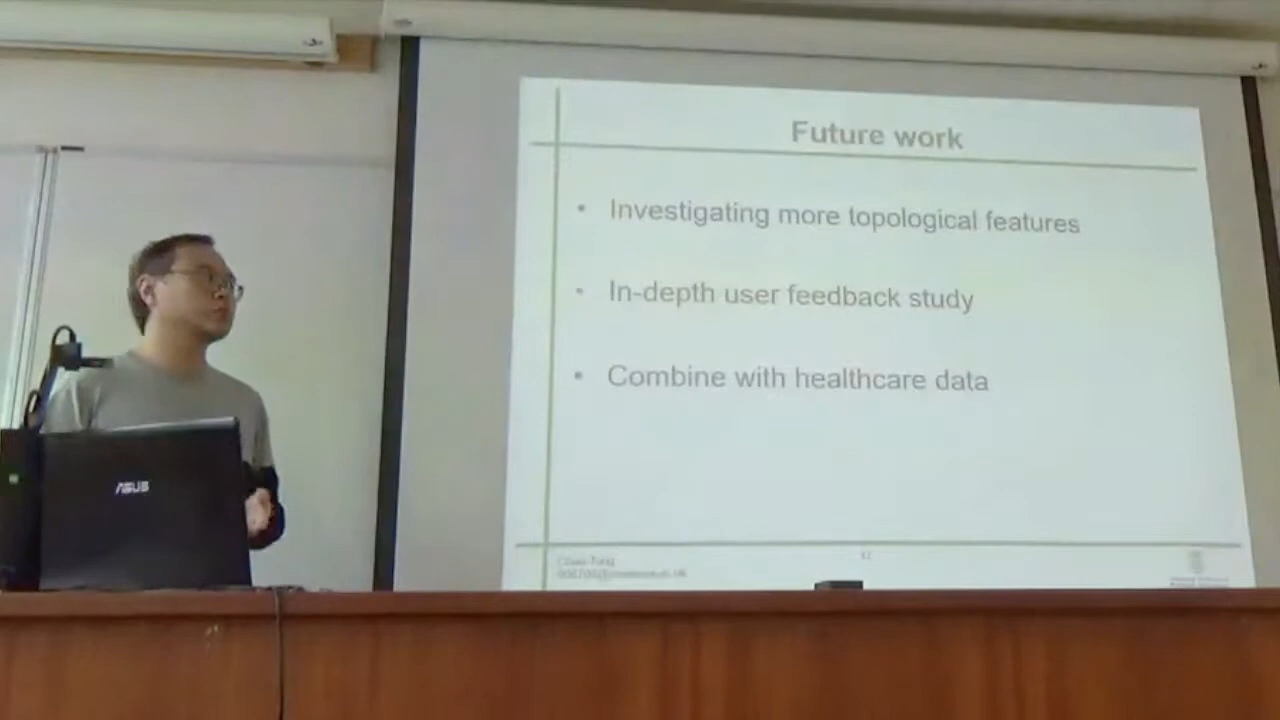 Future work
• Investigating more topological features
• In-depth user feedback study
• Combine with healthcare data
ASUS